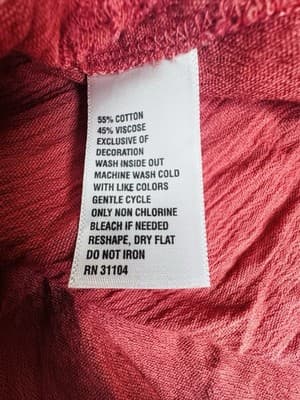 55% COTTON
45% VISCOSE
EXCLUSIVE OF
DECORATION
WASH INSIDE OUT
MACHINE WASH COLD
WITH LIKE COLORS
GENTLE CYCLE
ONLY NON CHLORINE
BLEACH IF NEEDED
RESHAPE, DRY FLAT
DO NOT IRON
RN 31104